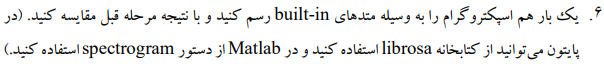 ۶. یک بار هم اسپکتروگرام را به وسیله متدهای built-in رسم کنید و با نتیجه مرحله قبل مقایسه کنید. (در
پایتون می‌توانید از کتابخانه librosa استفاده کنید و در Matlab از دستور spectrogram استفاده کنید.)